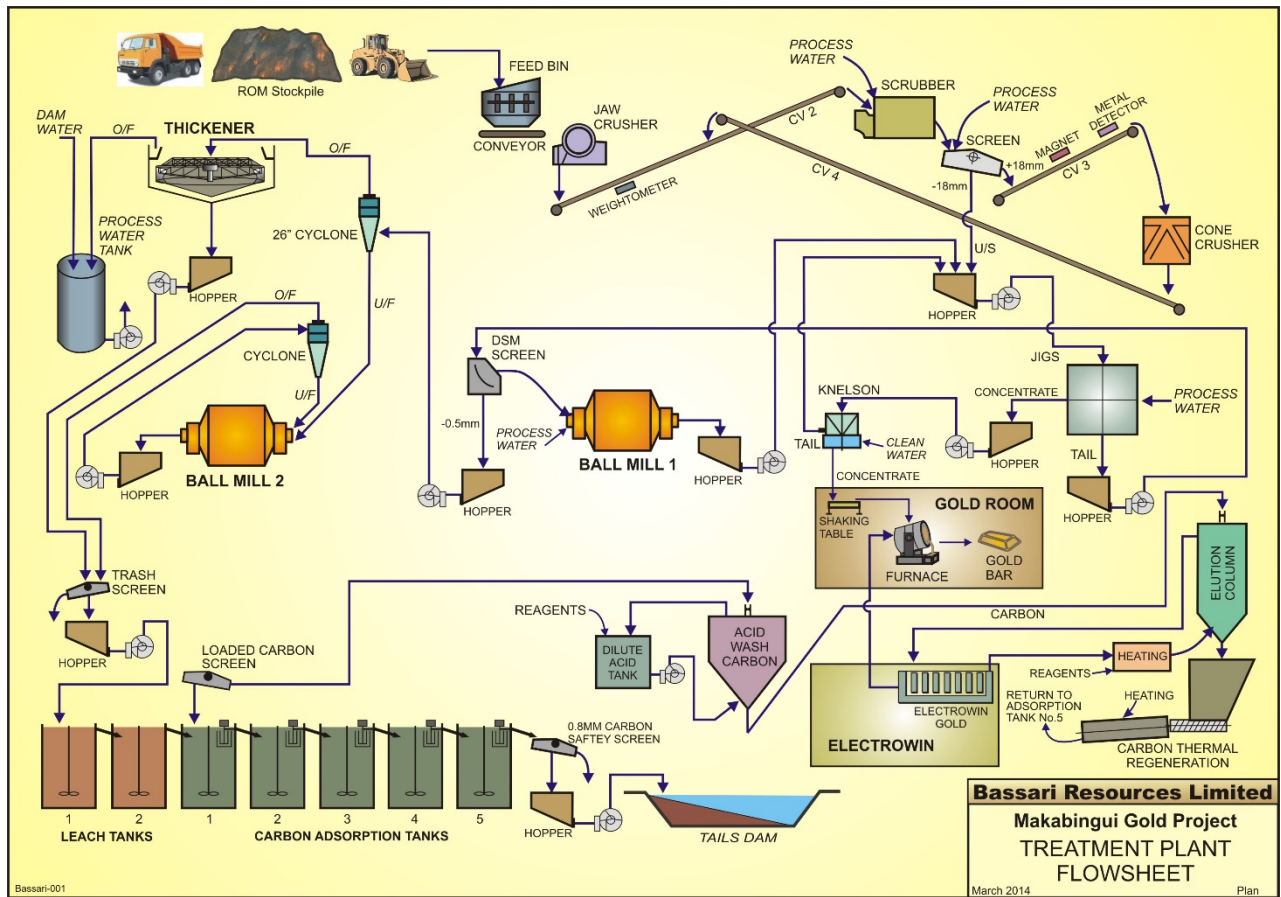 ROM Stockpile
FEED BIN
CONVEYOR
JAW
CRUSHER
WEIGHTOMETER
CV 2
CV 4
PROCESS
WATER
SCRUBBER
PROCESS
WATER
SCREEN
+18mm
-18mm
MAGNET
METAL
DETECTOR
CV 3
CONE
CRUSHER
U/S
HOPPER
DAM
WATER
O/F
THICKENER
O/F
PROCESS
WATER
TANK
HOPPER
26" CYCLONE
U/F
O/F
CYCLONE
U/F
BALL MILL 2
HOPPER
DSM
SCREEN
-0.5mm
HOPPER
PROCESS
WATER
BALL MILL 1
HOPPER
KNELSON
TAIL
CLEAN
WATER
CONCENTRATE
JIGS
CONCENTRATE
HOPPER
PROCESS
WATER
TAIL
HOPPER
GOLD ROOM
SHAKING
TABLE
FURNACE
GOLD
BAR
TRASH
SCREEN
HOPPER
LOADED CARBON
SCREEN
REAGENTS
DILUTE
ACID
TANK
ACID
WASH
CARBON
CARBON
ELUTION
COLUMN
HEATING
REAGENTS
ELECTROWIN
GOLD
ELECTROWIN
RETURN TO
ADSORPTION
TANK No.5
HEATING
CARBON THERMAL
REGENERATION
0.8MM CARBON
SAFTEY SCREEN
HOPPER
TAILS DAM
1 2 1 2 3 4 5
LEACH TANKS CARBON ADSORPTION TANKS
Bassari Resources Limited
Makabingui Gold Project
TREATMENT PLANT
FLOWSHEET
March 2014 Plan
Bassari-001